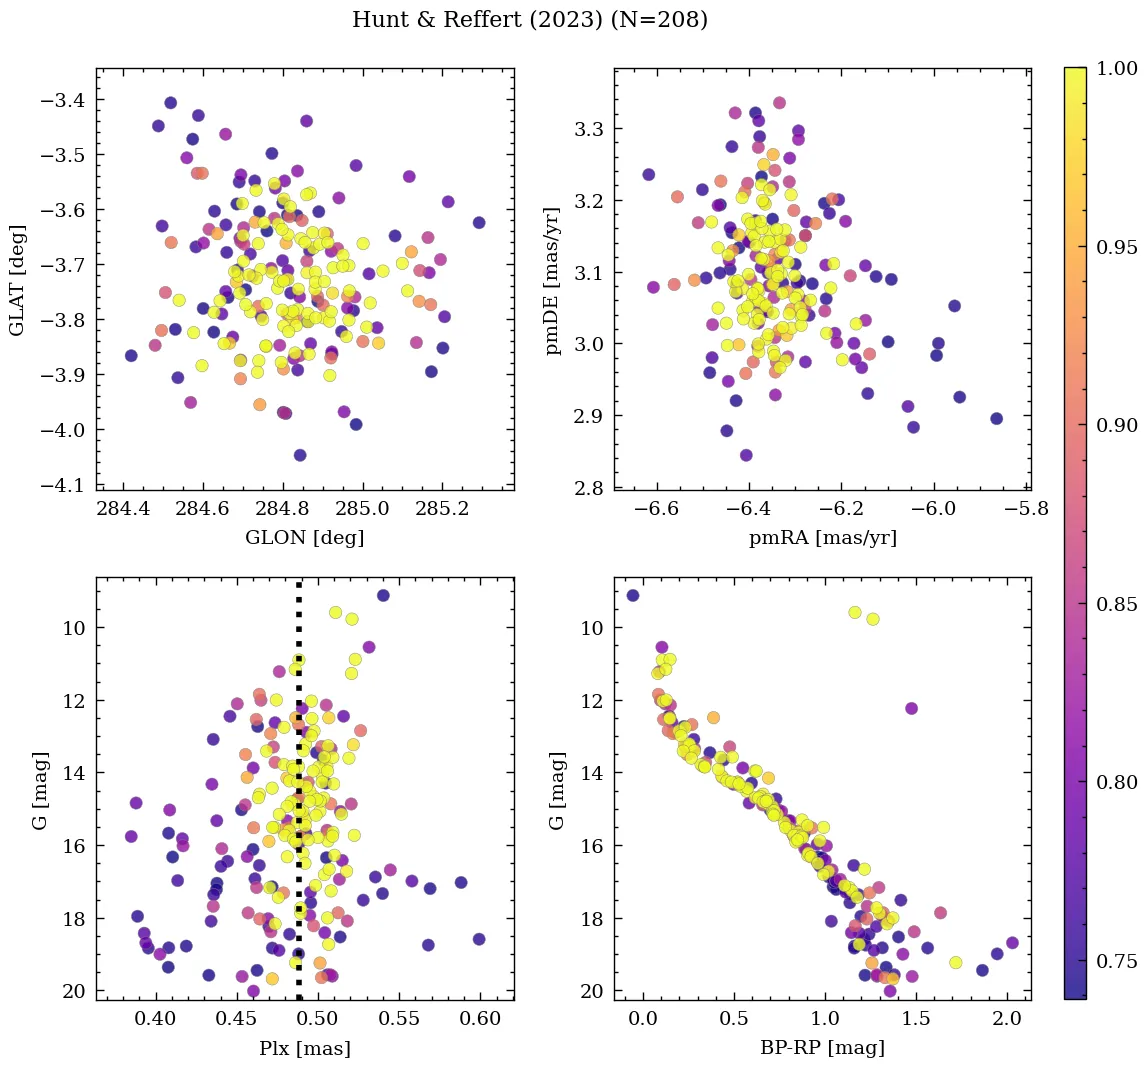 Hunt & Reffert (2023) (N=208)
−3.4
−3.5
−3.6
−3.7
−3.8
−3.9
−4.0
−4.1
GLAT [deg]
284.4 284.6 284.8 285.0 285.2
GLON [deg]
3.3
3.2
3.1
3.0
2.9
2.8
pmDE [mas/yr]
−6.6 −6.4 −6.2 −6.0 −5.8
pmRA [mas/yr]
10
12
14
16
18
20
G [mag]
0.40 0.45 0.50 0.55 0.60
Plx [mas]
10
12
14
16
18
20
G [mag]
0.0 0.5 1.0 1.5 2.0
BP-RP [mag]
1.00
0.95
0.90
0.85
0.80
0.75